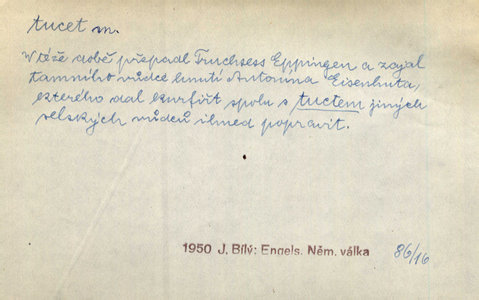 tucet m.
V téže době přepadl Truchsess Eppingen a zajal
tamního vůdce hnutí Antonína Eisenhuta,
kterého dal kurfiřt spolu s tuctem jiných
selských vůdců ihned popravit.
1950 J. Bílý: Engels. Něm. válka 86/16